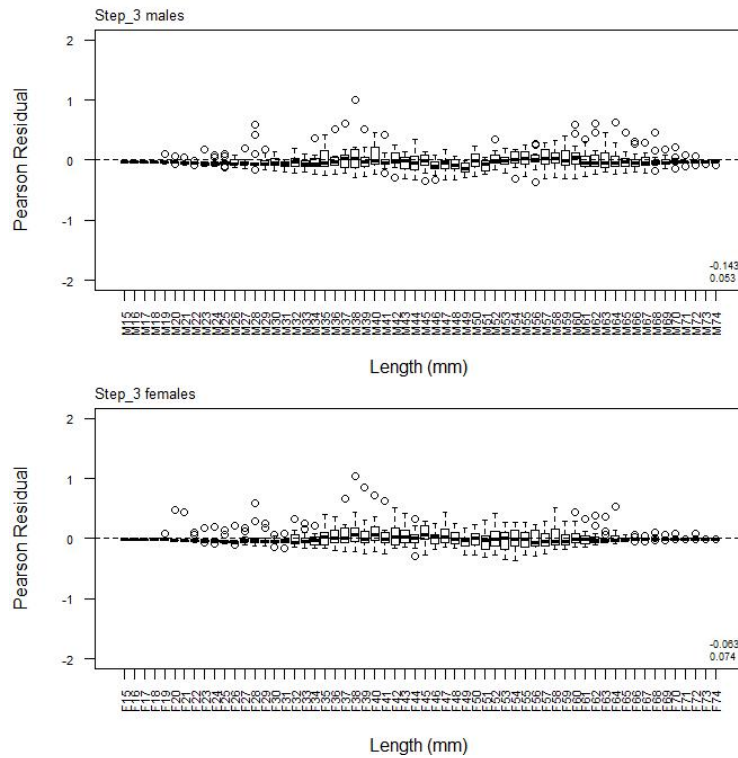 Step_3 males
2
1
0
-1
-2
Pearson Residual
-0.143
0.053
M15 M16 M17 M18 M19 M20 M21 M22 M23 M24 M25 M26 M27 M28 M29 M30 M31 M32 M33 M34 M35 M36 M37 M38 M39 M40 M41 M42 M43 M44 M45 M46 M47 M48 M49 M50 M51 M52 M53 M54 M55 M56 M57 M58 M59 M60 M61 M62 M63 M64 M65 M66 M67 M68 M69 M70 M71 M72 M73 M74
Length (mm)
Step_3 females
2
1
0
-1
-2
Pearson Residual
-0.063
0.074
F15 F16 F17 F18 F19 F20 F21 F22 F23 F24 F25 F26 F27 F28 F29 F30 F31 F32 F33 F34 F35 F36 F37 F38 F39 F40 F41 F42 F43 F44 F45 F46 F47 F48 F49 F50 F51 F52 F53 F54 F55 F56 F57 F58 F59 F60 F61 F62 F63 F64 F65 F66 F67 F68 F69 F70 F71 F72 F73 F74
Length (mm)